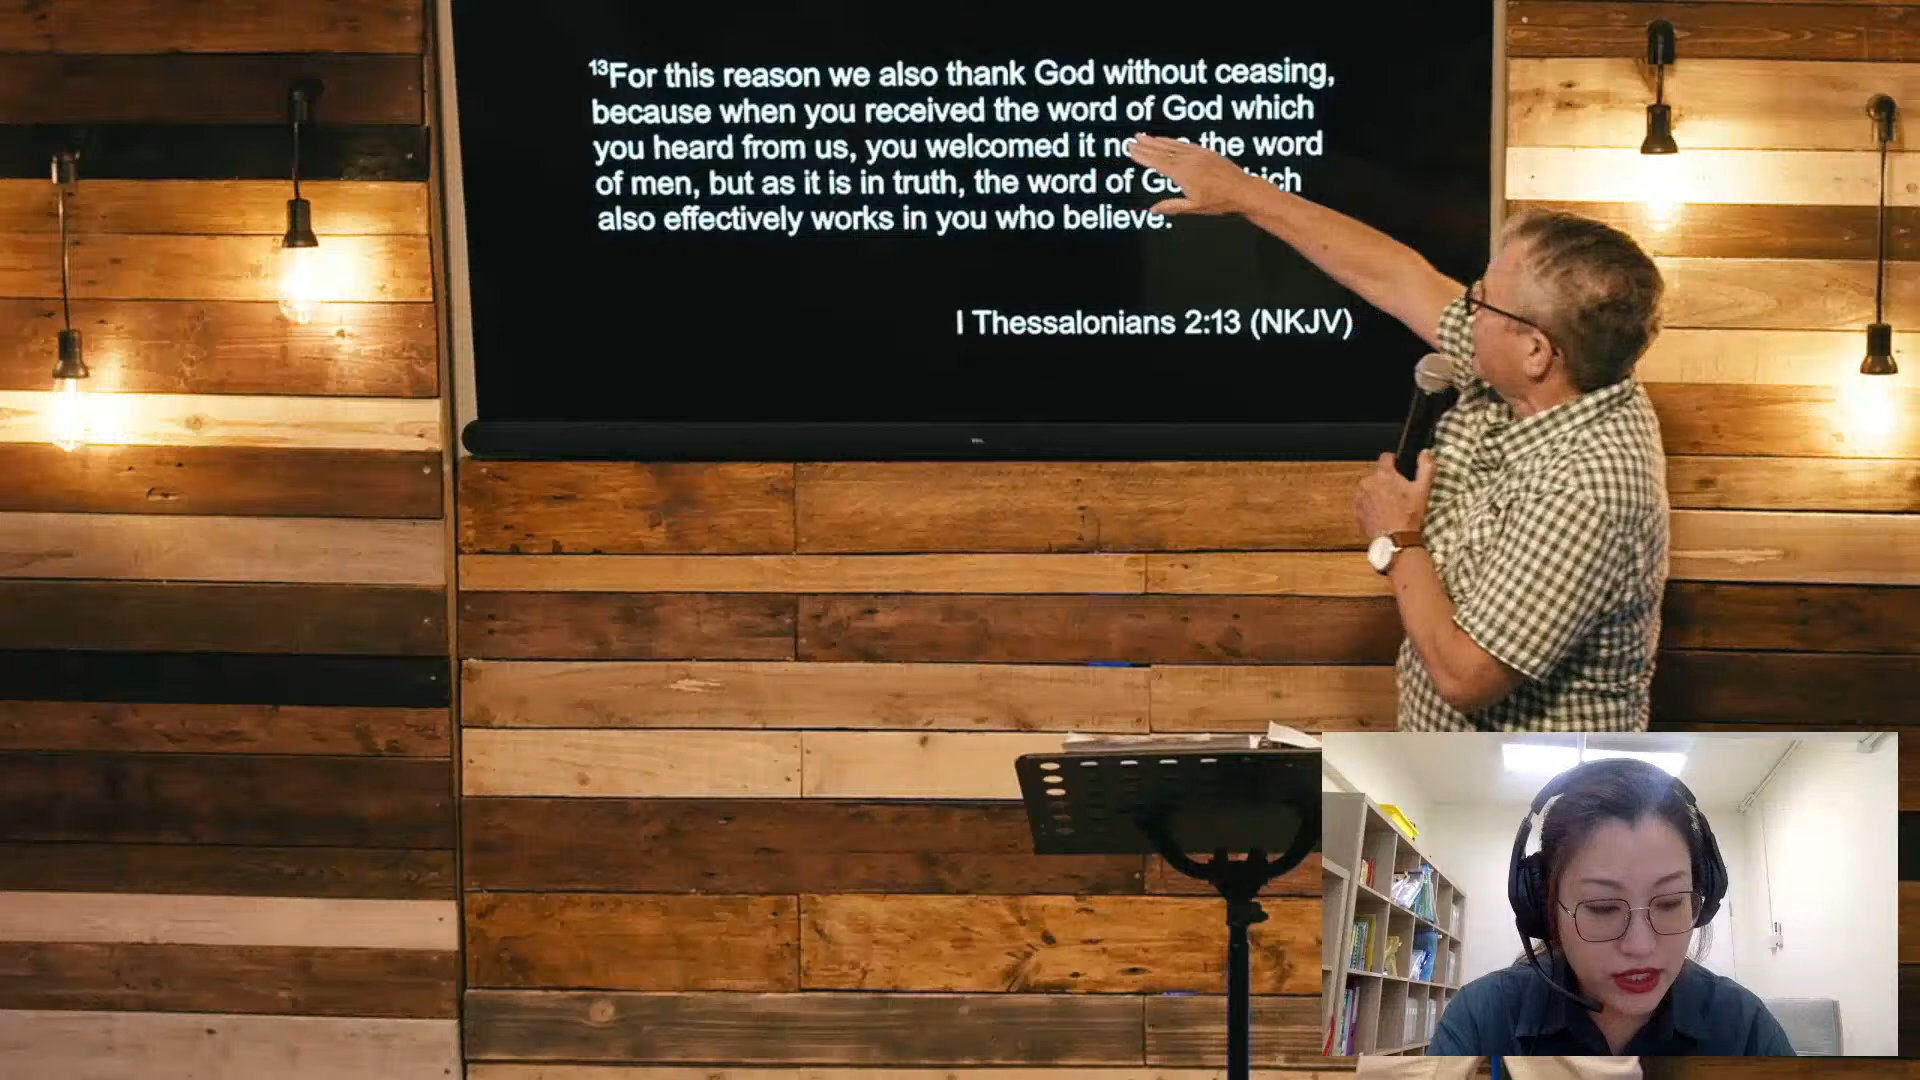 ¹³For this reason we also thank God without ceasing,
because when you received the word of God which
you heard from us, you welcomed it the word
of men, but as it is in truth, the word of
also effectively works in you who believe.
I Thessalonians 2:13 (NKJV)